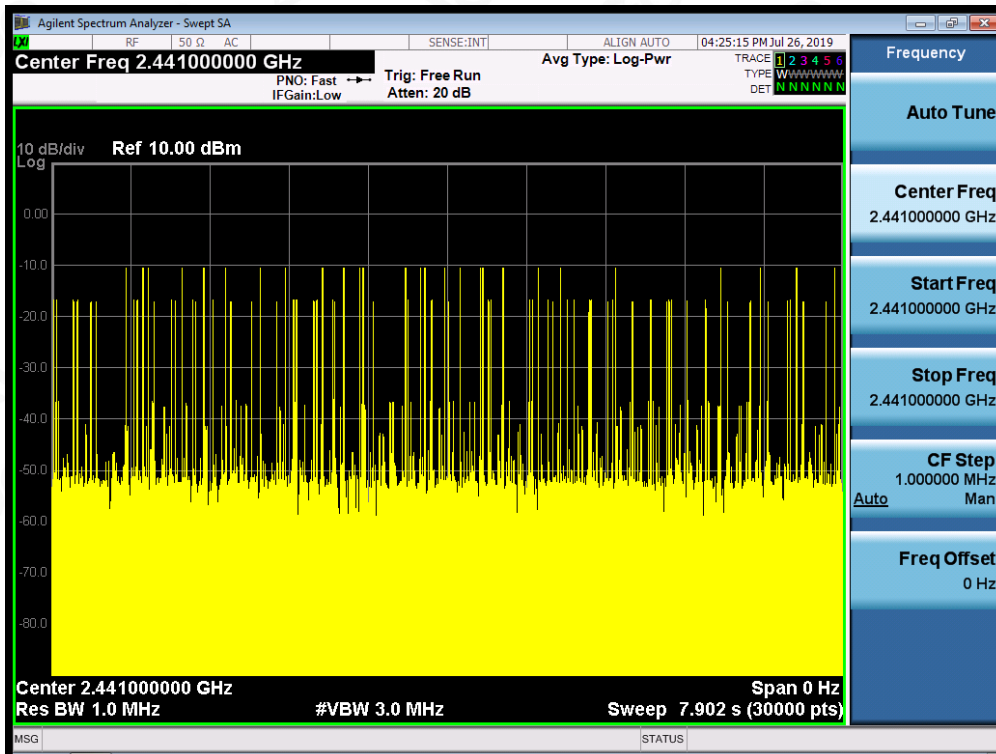 Agilent Spectrum Analyzer - Swept SA
LXI RF 50 Ω AC SENSE:INT ALIGN AUTO 04:25:15 PM Jul 26, 2019
Center Freq 2.441000000 GHz
PNO: Fast
IFGain:Low
Trig: Free Run
Atten: 20 dB
Avg Type: Log-Pwr
TRACE 1 2 3 4 5 6
TYPE WWWWWWW
DET N N N N N N
10 dB/div Ref 10.00 dBm
Log
0.00
-10.0
-20.0
-30.0
-40.0
-50.0
-60.0
-70.0
-80.0
Center 2.441000000 GHz Span 0 Hz
Res BW 1.0 MHz #VBW 3.0 MHz Sweep 7.902 s (30000 pts)
MSG STATUS
Frequency
Auto Tune
Center Freq
2.441000000 GHz
Start Freq
2.441000000 GHz
Stop Freq
2.441000000 GHz
CF Step
1.000000 MHz
Auto Man
Freq Offset
0 Hz